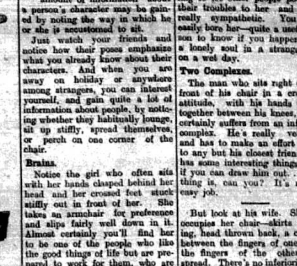 a person's character may be gain-
ed by noting the way in which he
or she is accustomed to sit.
Just watch your friends and
notice how their poses emphasize
what you already know about their
characters. And when you are
away on holiday or anywhere
among strangers, you can interest
yourself, and gain quite a lot of
information about people, by notic-
ing whether they habitually lounge,
sit up stiffly, spread themselves,
or perch on one corner of the
chair.
Brains.
Notice the girl who often sits
with her hands clasped behind her
head and her crossed feet stuck
stiffly out in front of her. She
takes an armchair for preference
and slips fairly well down in it.
Almost certainly you'll find her
to be one of the people who like
the good things of life but are pre-
pared to work for them, who are
their troubles to her and
really sympathetic. You
easily bore her quite a
son to know if you happen
a lonely soul in a strange
on a wet day.
Two Complexes.
The man who sits right
front of his chair in a
attitude, with his hands
together between his knees,
certainly suffers from an
complex. He's really
and has to make an effort
to any but his closest
has some interesting things
if you can draw him out.
thing is, can you? It's
easy job.
But look at his wife. S
occupies her chair—skirts
ing, head thrown back, a
between the fingers of one
the fingers of the other
spread. There's no